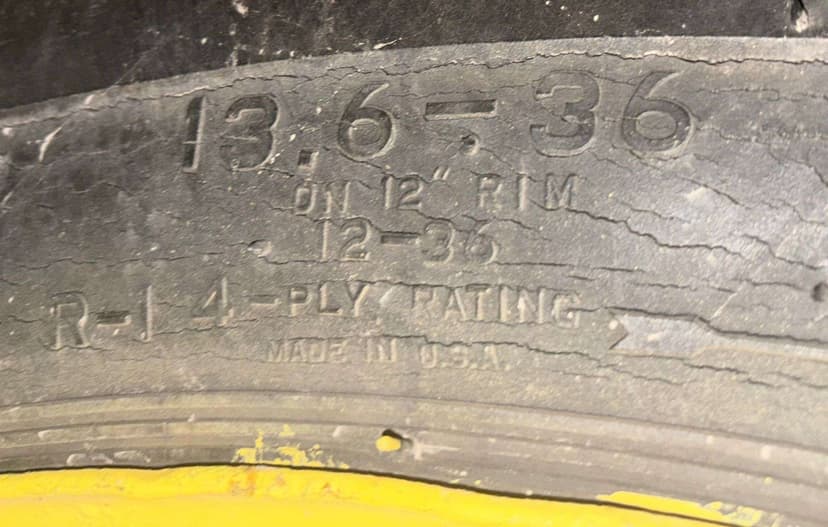 13.6-36
ON 12" RIM
12-36
R-1 4-PLY RATING
MADE IN U.S.A.